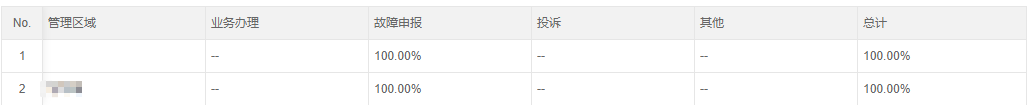 No. 管理区域 业务办理 故障申报 投诉 其他 总计
1 -- 100.00% -- -- 100.00%
2 -- 100.00% -- -- 100.00%